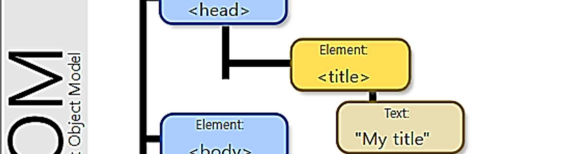 <head>
Element:
<title>
Text:
"My title"
Element:
<body>
OM
Object Model